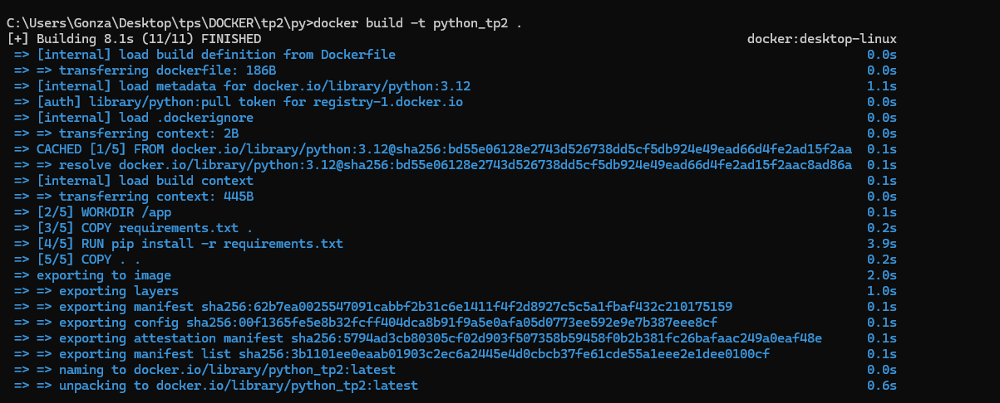 C:\Users\Gonza\Desktop\tps\DOCKER\tp2\py>docker build -t python_tp2 .
[+] Building 8.1s (11/11) FINISHED docker:desktop-linux
=> [internal] load build definition from Dockerfile 0.0s
=> => transferring dockerfile: 186B 0.0s
=> [internal] load metadata for docker.io/library/python:3.12 1.1s
=> [auth] library/python:pull token for registry-1.docker.io 0.0s
=> [internal] load .dockerignore 0.0s
=> => transferring context: 2B 0.0s
=> CACHED [1/5] FROM docker.io/library/python:3.12@sha256:bd55e06128e2743d526738dd5cf5db924e49ead66d4fe2ad15f2aa 0.1s
=> => resolve docker.io/library/python:3.12@sha256:bd55e06128e2743d526738dd5cf5db924e49ead66d4fe2ad15f2aac8ad86a 0.1s
=> [internal] load build context 0.1s
=> => transferring context: 445B 0.0s
=> [2/5] WORKDIR /app 0.1s
=> [3/5] COPY requirements.txt . 0.2s
=> [4/5] RUN pip install -r requirements.txt 3.9s
=> [5/5] COPY . . 0.2s
=> exporting to image 2.0s
=> => exporting layers 1.0s
=> => exporting manifest sha256:62b7ea0025547091cabbf2b31c6e1411f4f2d8927c5c5a1fbaf432c210175159 0.1s
=> => exporting config sha256:00f1365fe5e8b32fcff404dca8b91f9a5e0afa05d0773ee592e9e7b387eee8cf 0.1s
=> => exporting attestation manifest sha256:5794ad3cb80305cf02d903f507358b59458f0b2b381fc26bafaac249a0eaf48e 0.1s
=> => exporting manifest list sha256:3b1101ee0eaab01903c2ec6a2445e4d0cbcb37fe61cde55a1eee2e1dee0100cf 0.1s
=> => naming to docker.io/library/python_tp2:latest 0.0s
=> => unpacking to docker.io/library/python_tp2:latest 0.6s